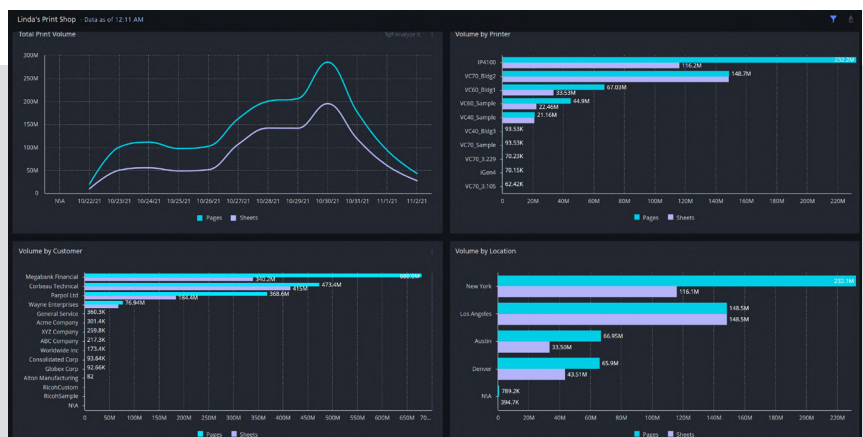 Linda's Print Shop - Data as of 12:11 AM
Total Print Volume
Analyze it
300M
250M
200M
150M
100M
50M
0
N\A 10/22/21 10/23/21 10/24/21 10/25/21 10/26/21 10/27/21 10/28/21 10/29/21 10/30/21 10/31/21 11/1/21 11/2/21
Pages Sheets
Volume by Printer
IP4100 232.2M
116.2M
VC70_Bldg2 148.7M
VC60_Bldg1 67.03M
33.53M
VC60_Sample 44.9M
22.46M
VC40_Sample 21.16M
VC40_Bldg3 93.53K
VC70_Sample 93.53K
VC70_3.229 70.23K
iGen4 70.15K
VC70_3.105 62.42K
0 20M 40M 60M 80M 100M 120M 140M 160M 180M 200M 220M
Pages Sheets
Volume by Customer
Megabank Financial
340.2M
Corbeau Technical 473.4M
415M
Parpol Ltd 368.6M
184.4M
Wayne Enterprises 76.94M
General Service 360.3K
Acme Company 301.4K
XYZ Company 259.8K
ABC Company 217.3K
Worldwide Inc 173.4K
Consolidated Corp 93.64K
Globex Corp 92.66K
Alton Manufacturing 82
RicohCustom
RicohSample
N\A
0 50M 100M 150M 200M 250M 300M 350M 400M 450M 500M 550M 600M 650M 70...
Pages Sheets
Volume by Location
New York 232.1M
116.1M
Los Angeles 148.5M
148.5M
Austin 66.95M
33.50M
Denver 65.9M
43.51M
N\A 789.2K
394.7K
0 20M 40M 60M 80M 100M 120M 140M 160M 180M 200M 220M
Pages Sheets